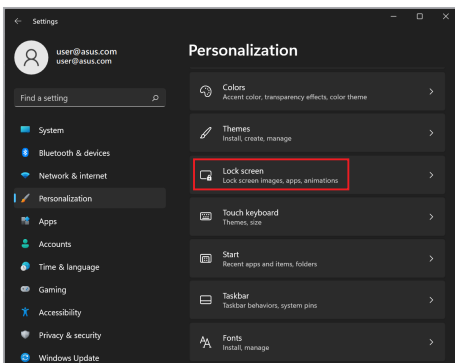 Settings
user@asus.com
user@asus.com
Find a setting
System
Bluetooth & devices
Network & internet
Personalization
Apps
Accounts
Time & language
Gaming
Accessibility
Privacy & security
Windows Update
Personalization
Colors
Accent color, transparency effects, color theme
Themes
Install, create, manage
Lock screen
Lock screen images, apps, animations
Touch keyboard
Themes, size
Start
Recent apps and items, folders
Taskbar
Taskbar behaviors, system pins
Fonts
Install, manage